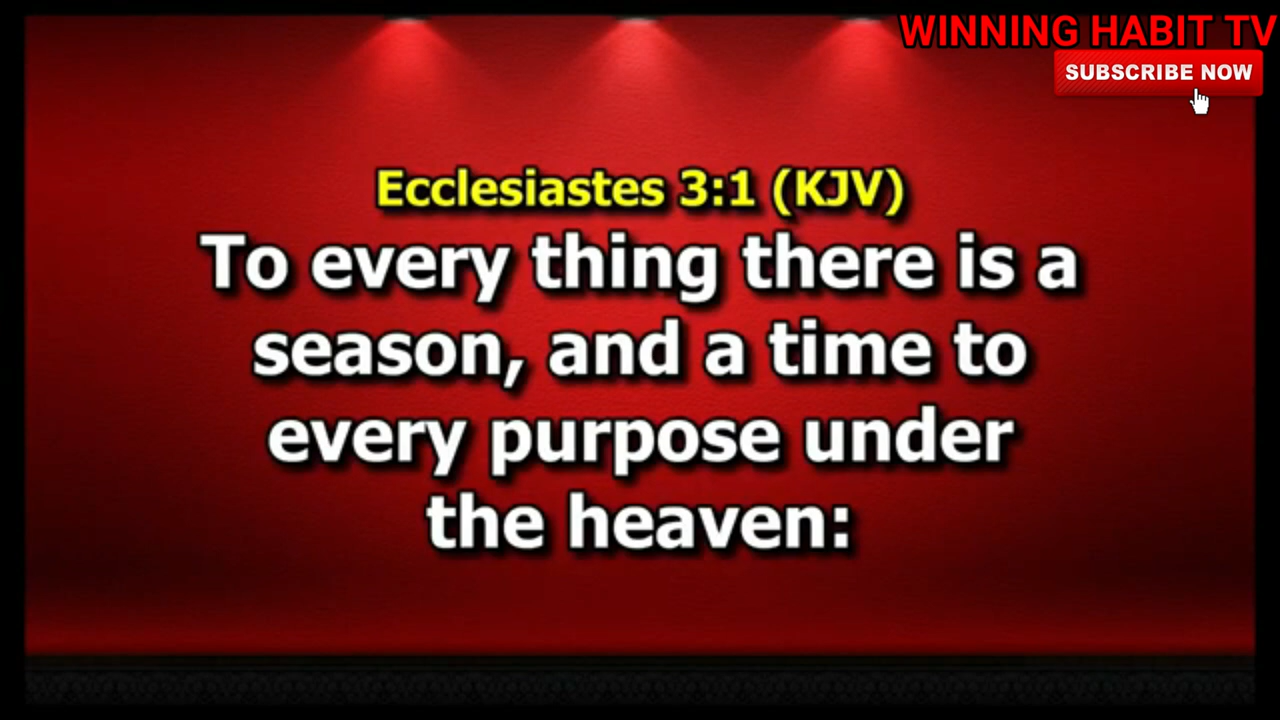 WINNING HABIT TV
SUBSCRIBE NOW
Ecclesiastes 3:1 (KJV)
To every thing there is a
season, and a time to
every purpose under
the heaven: